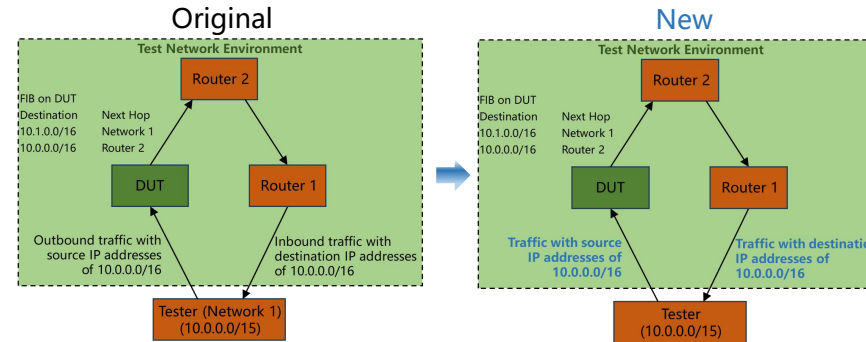 Original
Test Network Environment
Router 2
FIB on DUT
Destination Next Hop
10.1.0.0/16 Network 1
10.0.0.0/16 Router 2
DUT
Router 1
Outbound traffic with
source IP addresses
of 10.0.0.0/16
Inbound traffic with
destination IP addresses
of 10.0.0.0/16
Tester (Network 1)
(10.0.0.0/15)
New
Test Network Environment
Router 2
FIB on DUT
Destination Next Hop
10.1.0.0/16 Network 1
10.0.0.0/16 Router 2
DUT
Router 1
Traffic with source
IP addresses of
10.0.0.0/16
Traffic with destination
IP addresses of
10.0.0.0/16
Tester
(10.0.0.0/15)